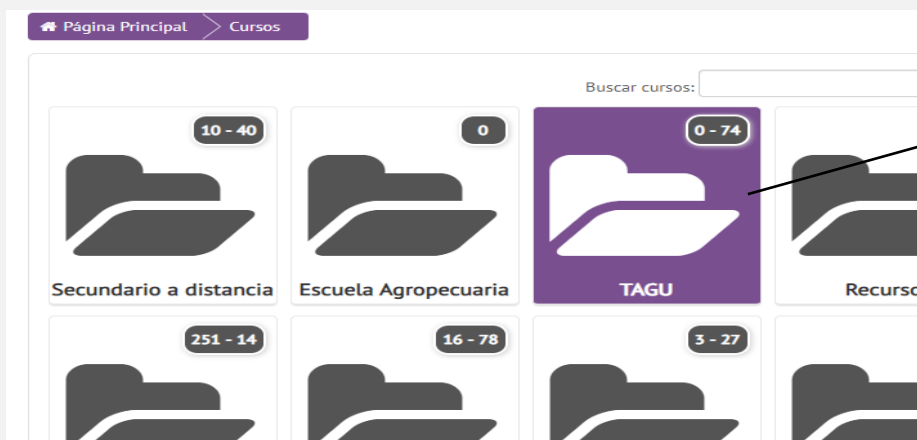 Página Principal Cursos
Buscar cursos:
10 - 40
0
0 - 74
Secundario a distancia
Escuela Agropecuaria
TAGU
Recurso
251 - 14
16 - 78
3 - 27